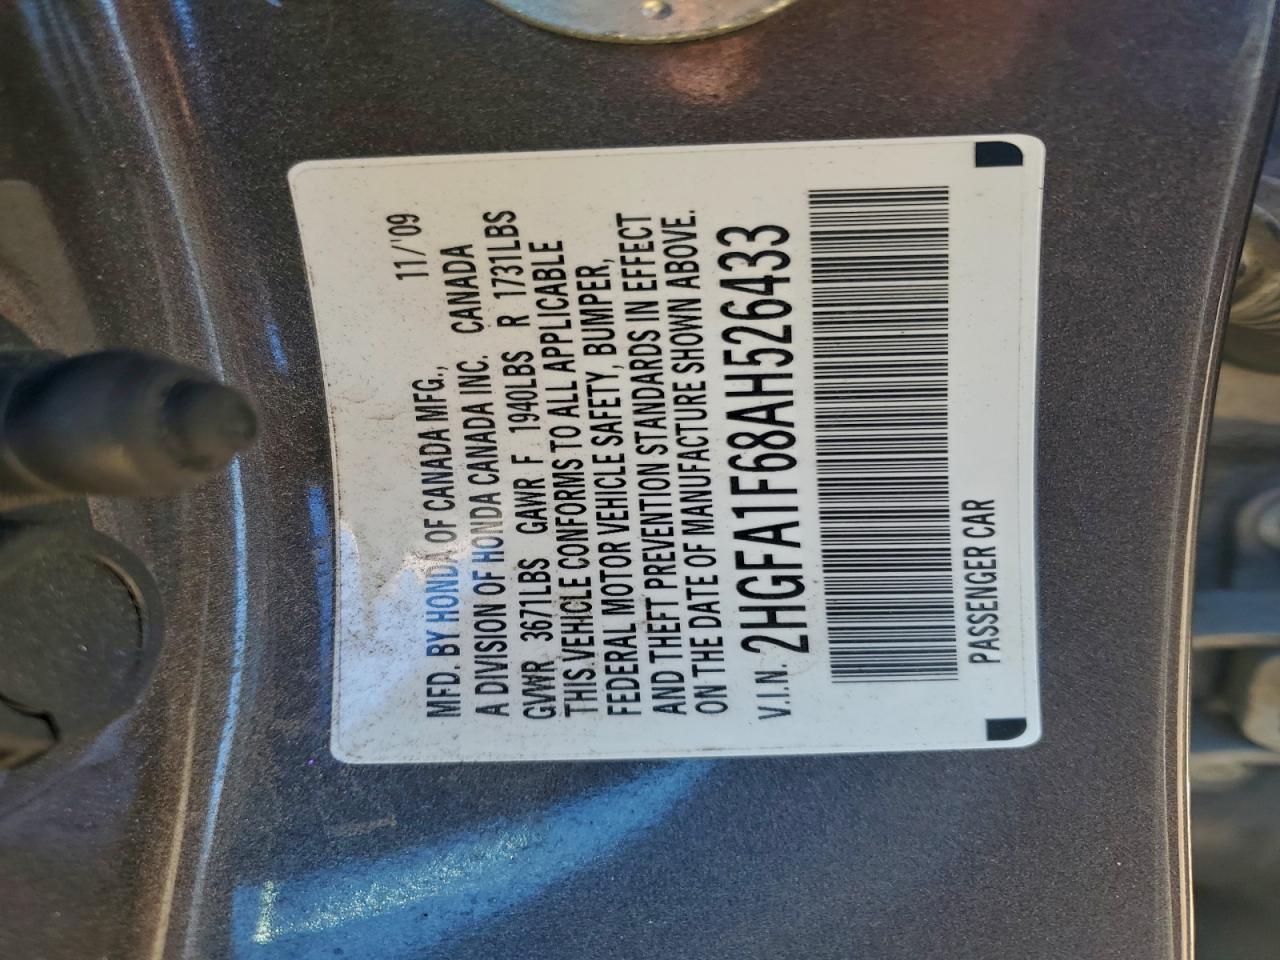 11/'09
MFD. BY HONDA OF CANADA MFG.,
A DIVISION OF HONDA CANADA INC. CANADA
GVWR 3671LBS GAWR F 1940LBS R 1731LBS
THIS VEHICLE CONFORMS TO ALL APPLICABLE
FEDERAL MOTOR VEHICLE SAFETY, BUMPER,
AND THEFT PREVENTION STANDARDS IN EFFECT
ON THE DATE OF MANUFACTURE SHOWN ABOVE.
V.I.N. 2HGFA1F68AH526433
PASSENGER CAR